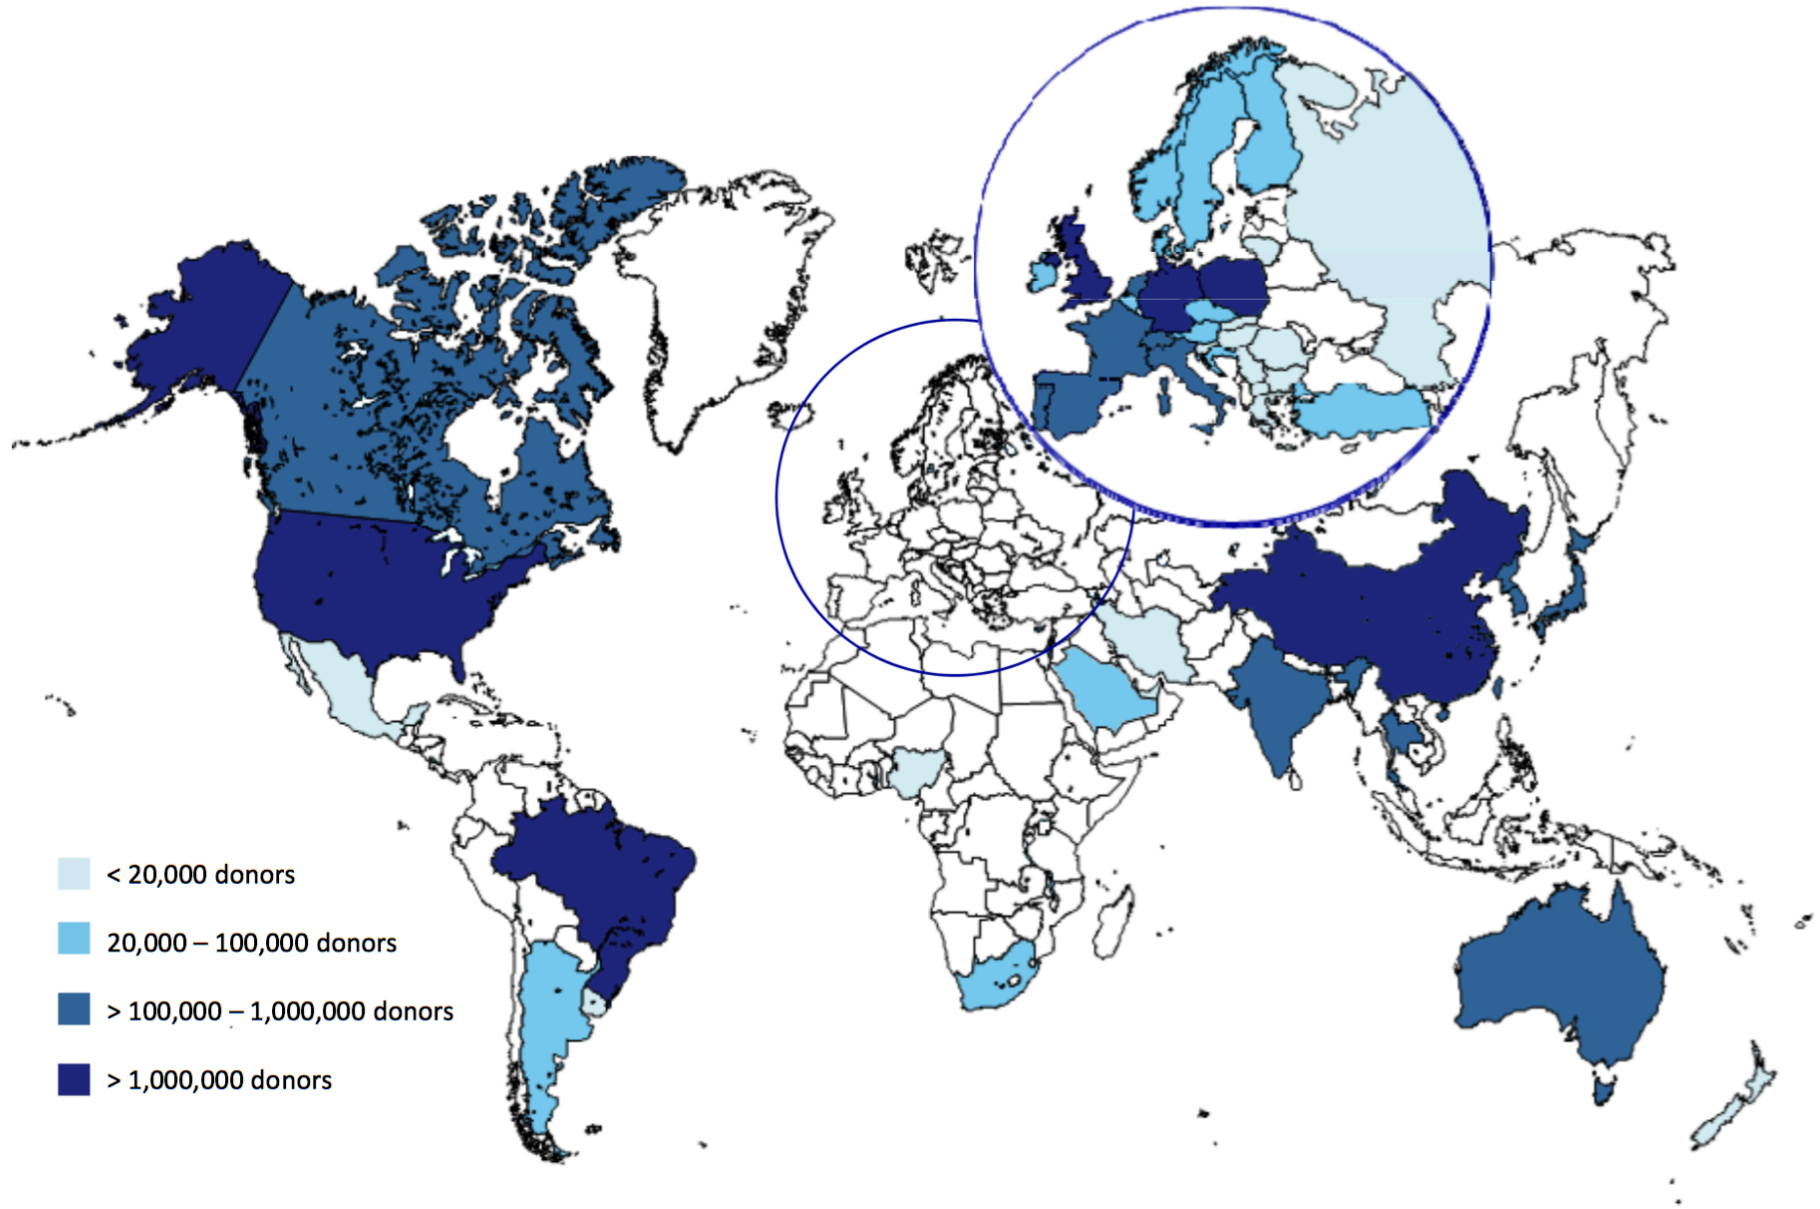 < 20,000 donors
20,000 – 100,000 donors
> 100,000 – 1,000,000 donors
> 1,000,000 donors